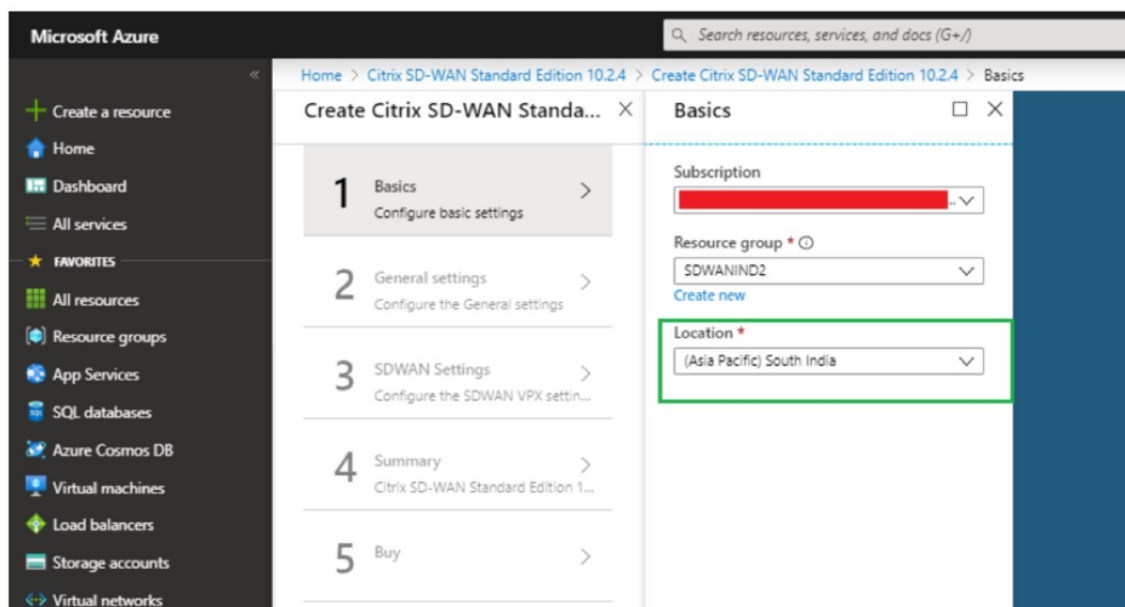 Microsoft Azure
Search resources, services, and docs (G+/)
Home > Citrix SD-WAN Standard Edition 10.2.4 > Create Citrix SD-WAN Standard Edition 10.2.4 > Basics
«
Create a resource
Home
Dashboard
All services
FAVORITES
All resources
Resource groups
App Services
SQL databases
Azure Cosmos DB
Virtual machines
Load balancers
Storage accounts
Virtual networks
Create Citrix SD-WAN Standa...
1 Basics
Configure basic settings
2 General settings
Configure the General settings
3 SDWAN Settings
Configure the SDWAN VPX settin...
4 Summary
Citrix SD-WAN Standard Edition 1...
5 Buy
Basics
Subscription
..
Resource group *
SDWANIND2
Create new
Location *
(Asia Pacific) South India